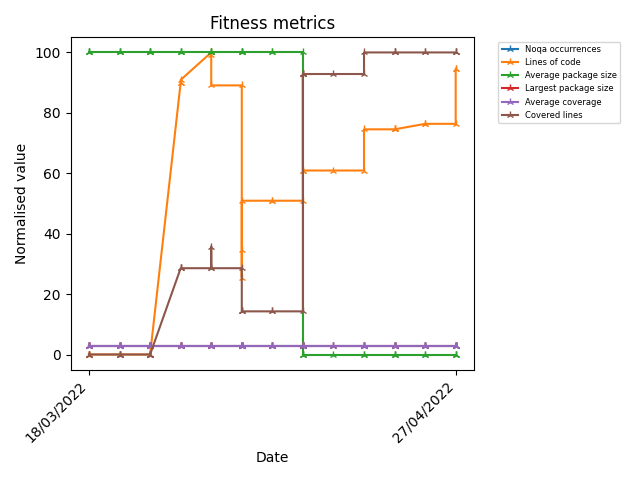 Fitness metrics
Normalised value
100
80
60
40
20
0
18/03/2022
27/04/2022
Date
Noqa occurrences
Lines of code
Average package size
Largest package size
Average coverage
Covered lines